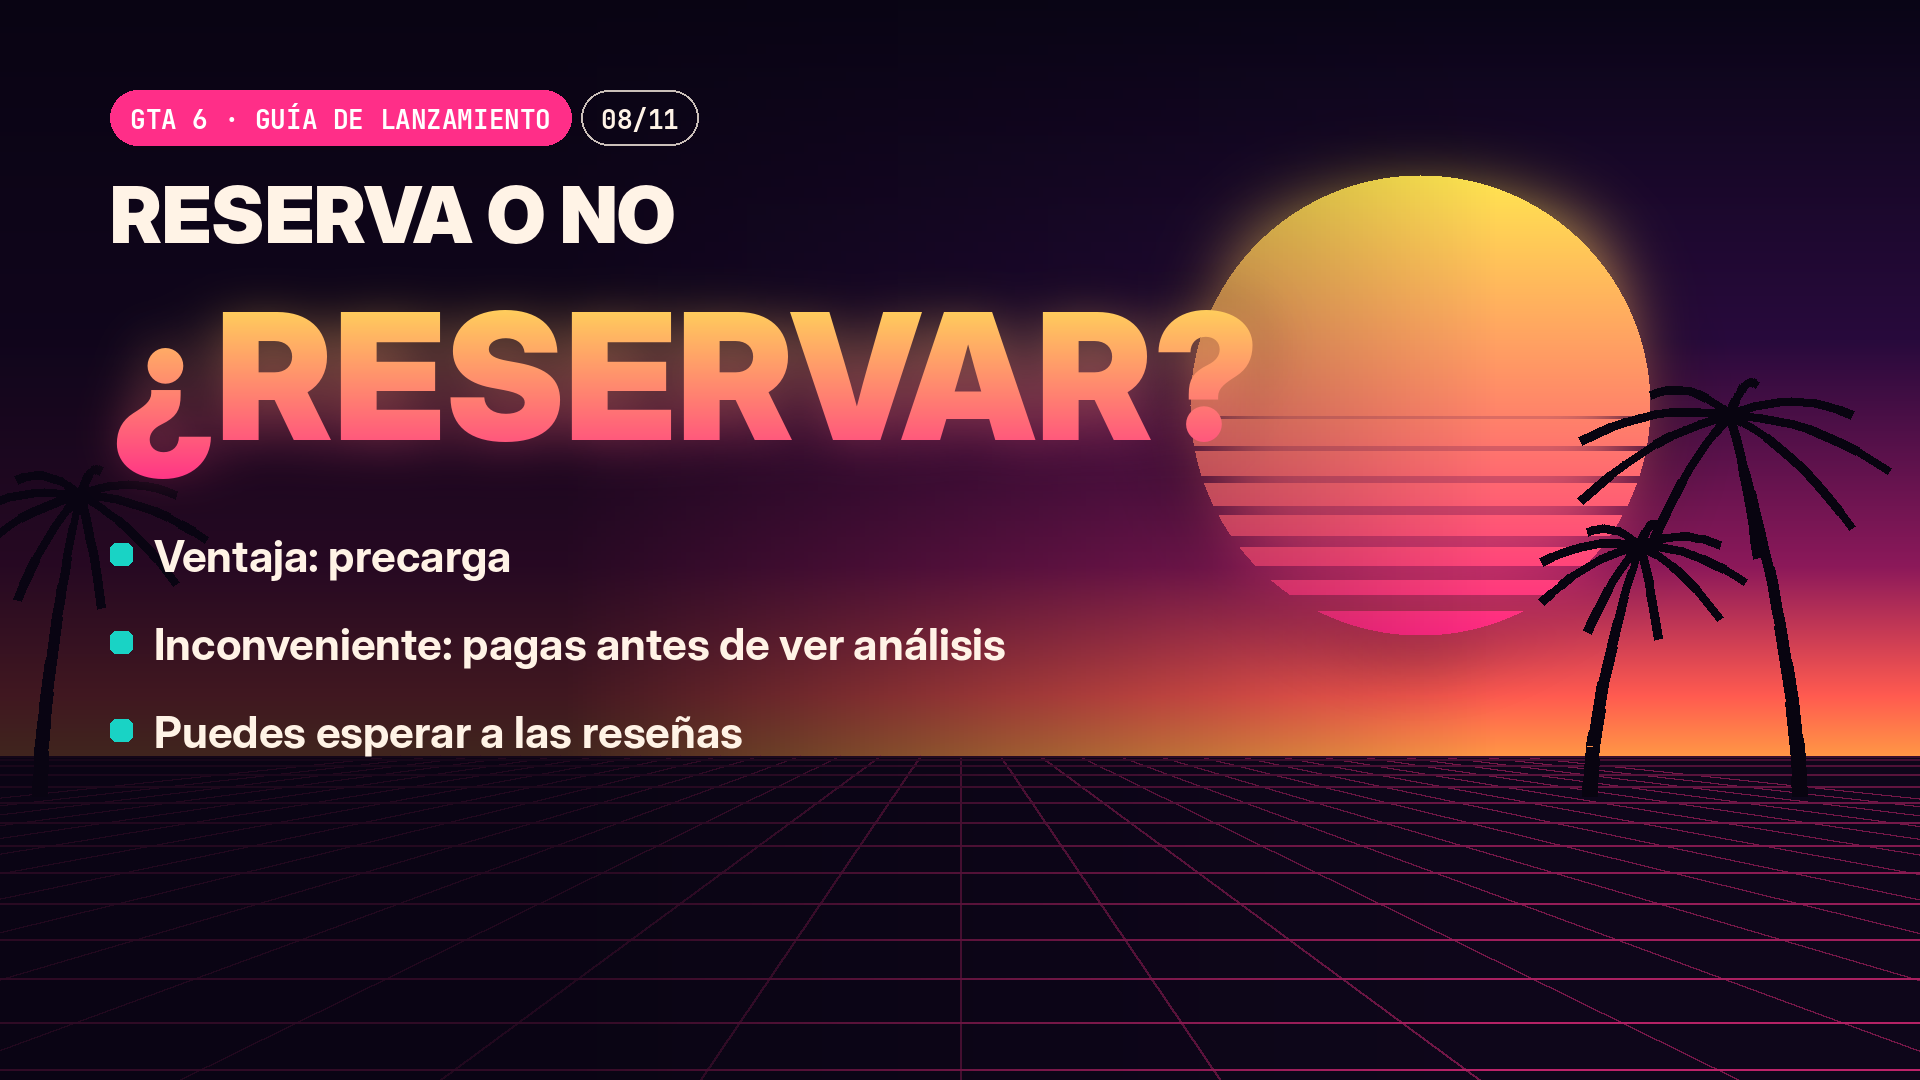 GTA 6 · GUÍA DE LANZAMIENTO 08/11
RESERVA O NO
¿RESERVAR?
Ventaja: precarga
Inconveniente: pagas antes de ver análisis
Puedes esperar a las reseñas